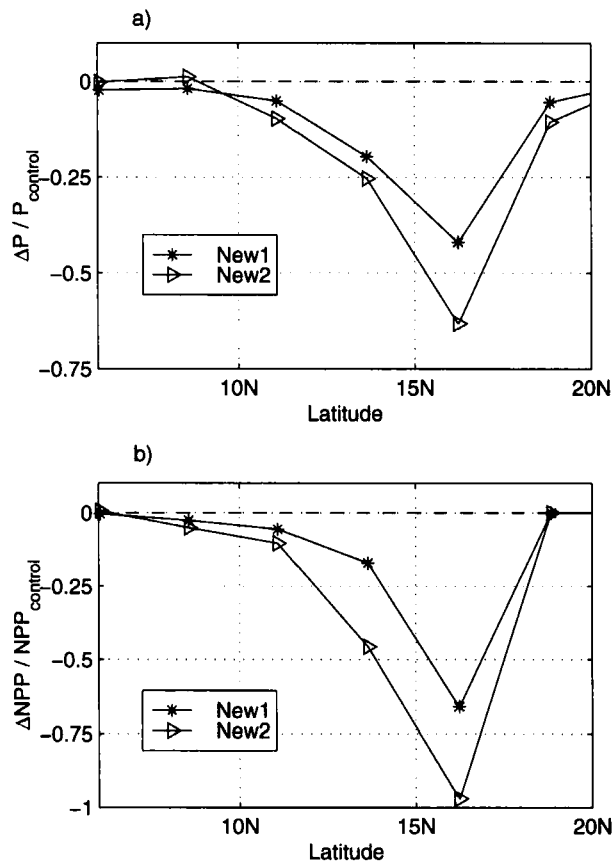 a)
0
−0.25
−0.5
−0.75
ΔP / P_control
New1
New2
10N 15N 20N
Latitude
b)
0
−0.25
−0.5
−0.75
−1
ΔNPP / NPP_control
New1
New2
10N 15N 20N
Latitude